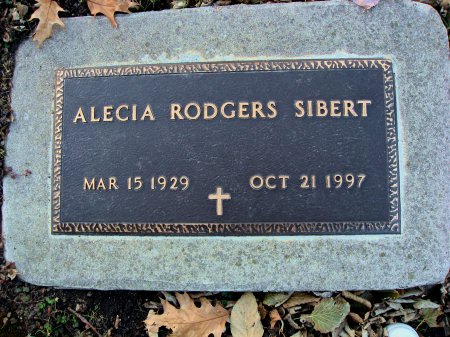 ALECIA RODGERS SIBERT
MAR 15 1929 OCT 21 1997